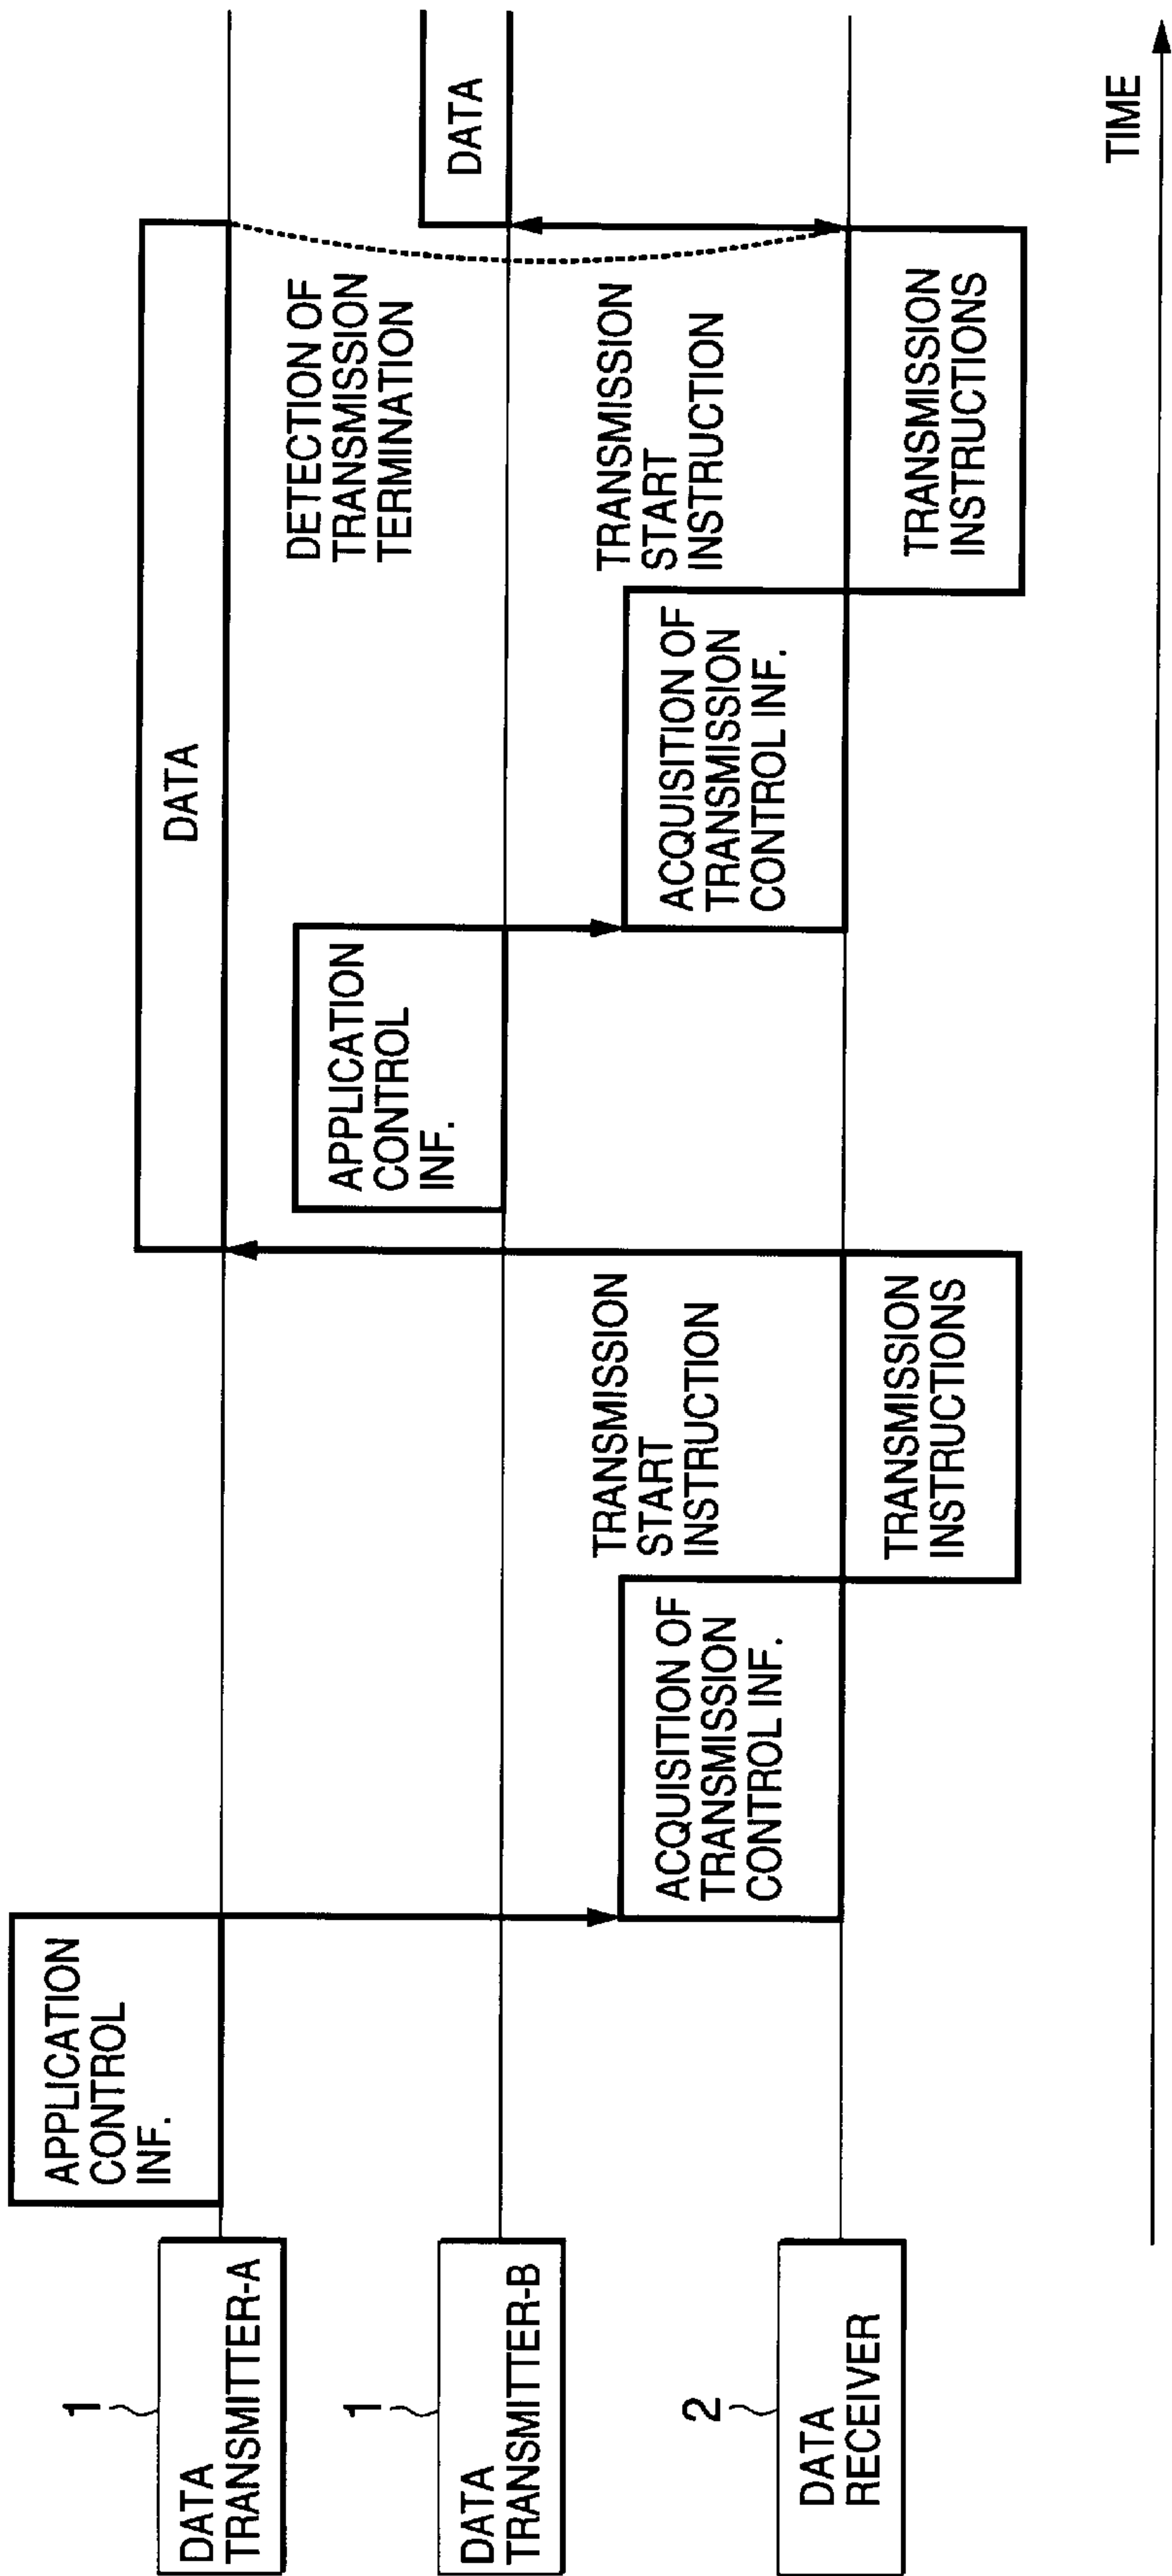 1
DATA
TRANSMITTER-A
APPLICATION
CONTROL
INF.
DATA
1
DATA
TRANSMITTER-B
APPLICATION
CONTROL
INF.
DETECTION OF
TRANSMISSION
TERMINATION
DATA
2
DATA
RECEIVER
ACQUISITION OF
TRANSMISSION
CONTROL INF.
TRANSMISSION
START
INSTRUCTION
TRANSMISSION
INSTRUCTIONS
ACQUISITION OF
TRANSMISSION
CONTROL INF.
TRANSMISSION
START
INSTRUCTION
TRANSMISSION
INSTRUCTIONS
TIME